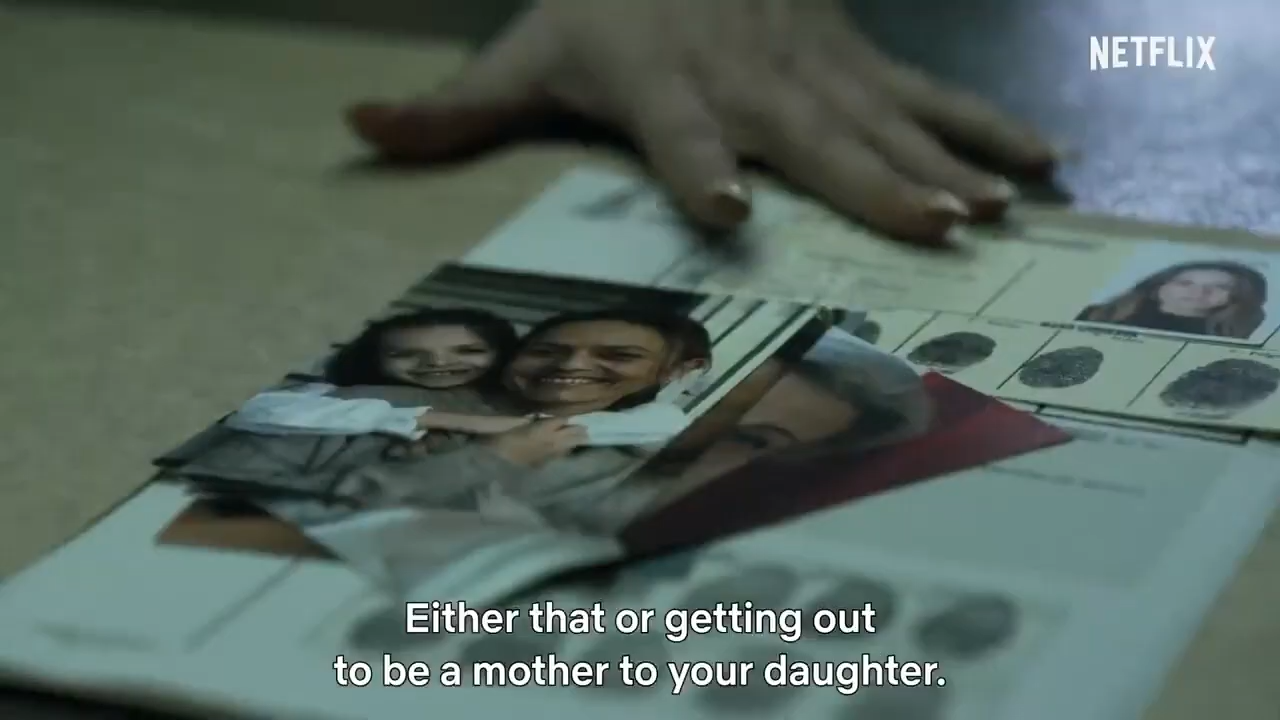 NETFLIX
Either that or getting out
to be a mother to your daughter.